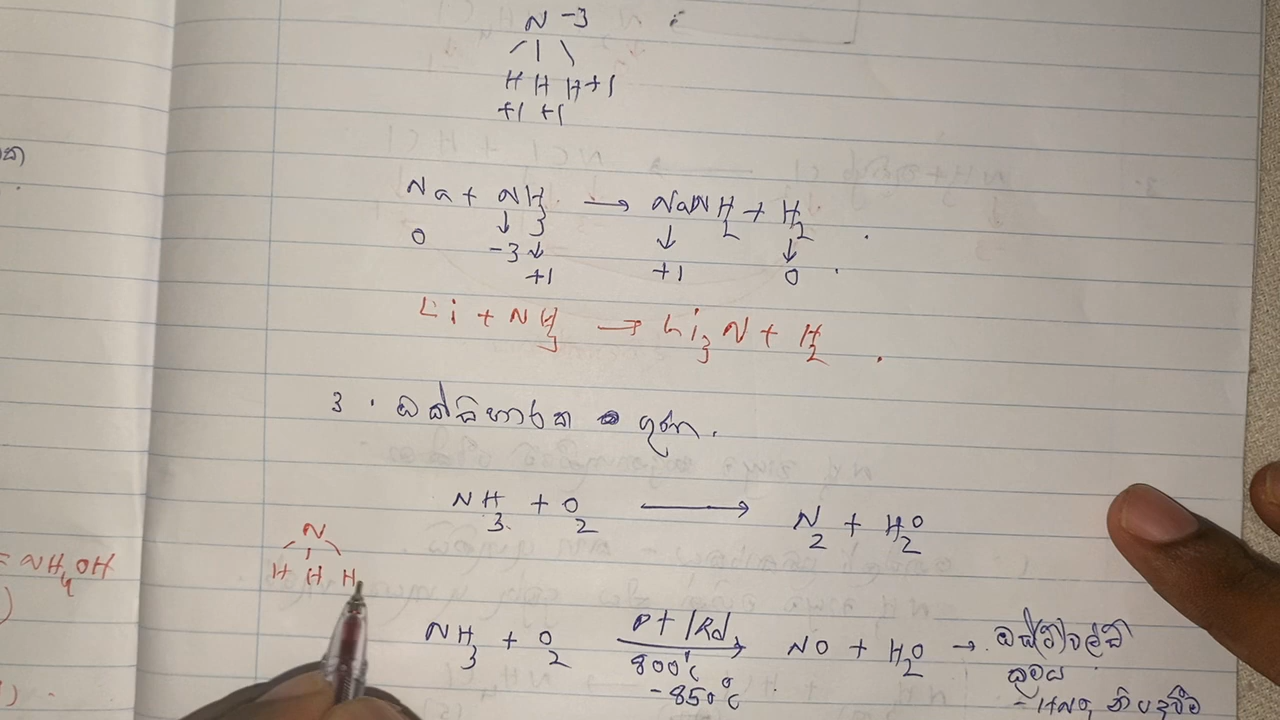 N -3
H H H +1
+1 +1
Na + NH₃ → NaNH₂ + H₂ .
0 ↓ -3 ↓ +1 ↓ +1 ↓ 0 .
Li + NH₃ → Li₃N + H₂ .
3 . ඔක්සිහාරක ගුණ .
NH₃ + O₂ → N₂ + H₂O
N
H H H
= NH₄OH
)
NH₃ + O₂ Pt / Rd 800°C - 850°C → NO + H₂O →
) .